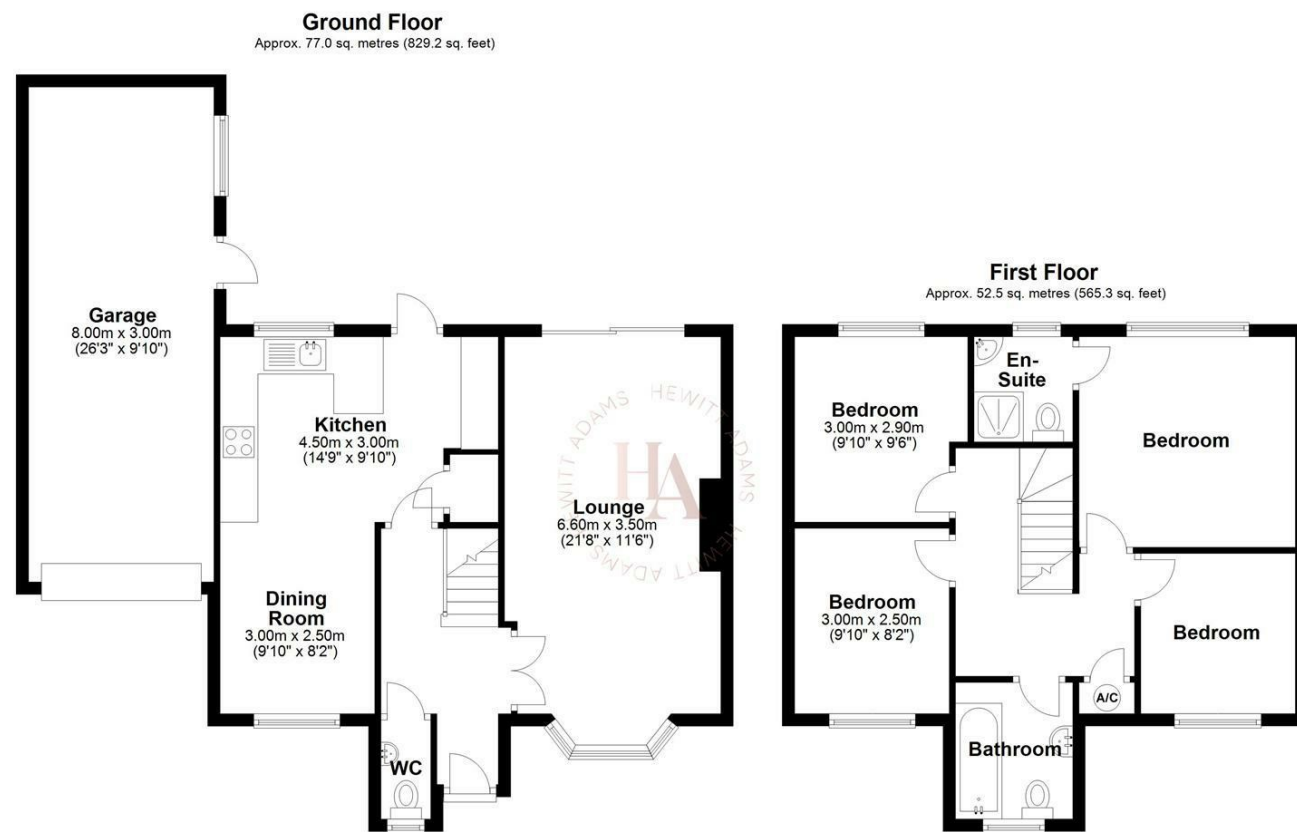 Ground Floor
Approx. 77.0 sq. metres (829.2 sq. feet)
Garage
8.00m x 3.00m
(26'3" x 9'10")
Kitchen
4.50m x 3.00m
(14'9" x 9'10")
Lounge
6.60m x 3.50m
(21'8" x 11'6")
Dining
Room
3.00m x 2.50m
(9'10" x 8'2")
WC
HEWITT ADAMS HEWITT ADAMS HEWITT ADAMS
HA
First Floor
Approx. 52.5 sq. metres (565.3 sq. feet)
En-
Suite
Bedroom
3.00m x 2.90m
(9'10" x 9'6")
Bedroom
Bedroom
3.00m x 2.50m
(9'10" x 8'2")
Bedroom
A/C
Bathroom